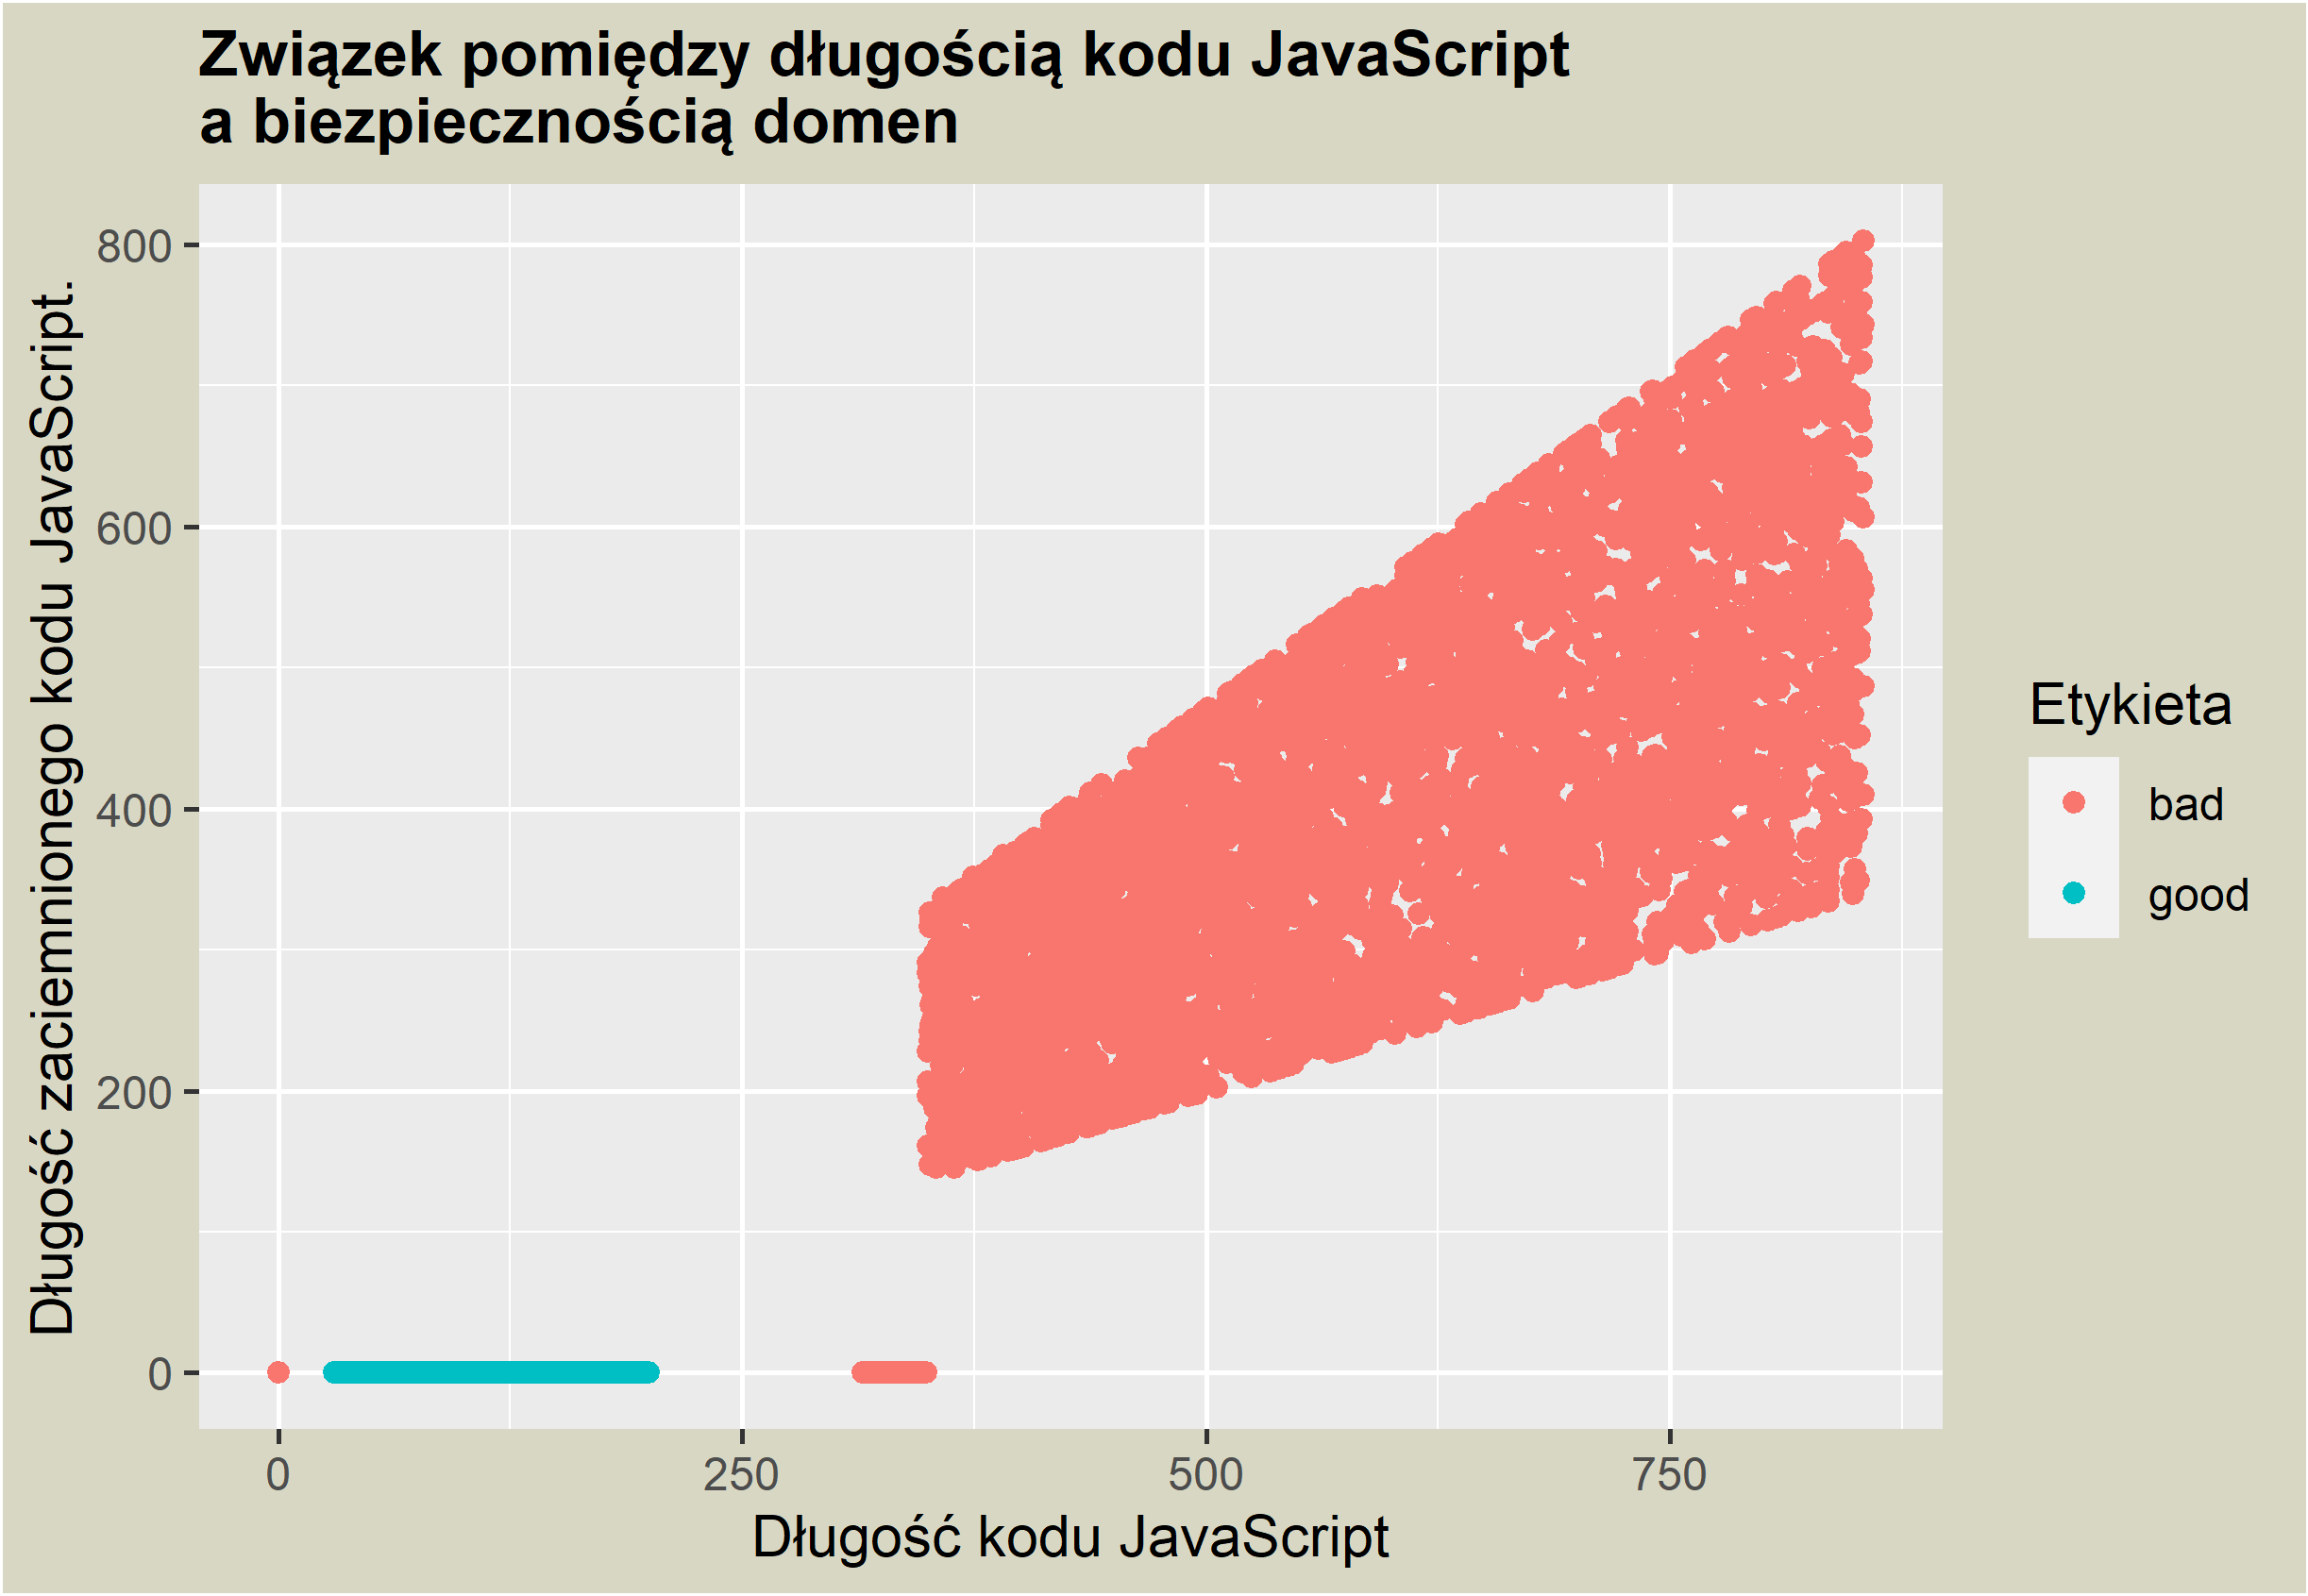 Związek pomiędzy długością kodu JavaScript
a biezpiecznością domen
Długość zaciemnionego kodu JavaScript.
800
600
400
200
0
0 250 500 750
Długość kodu JavaScript
Etykieta
bad
good